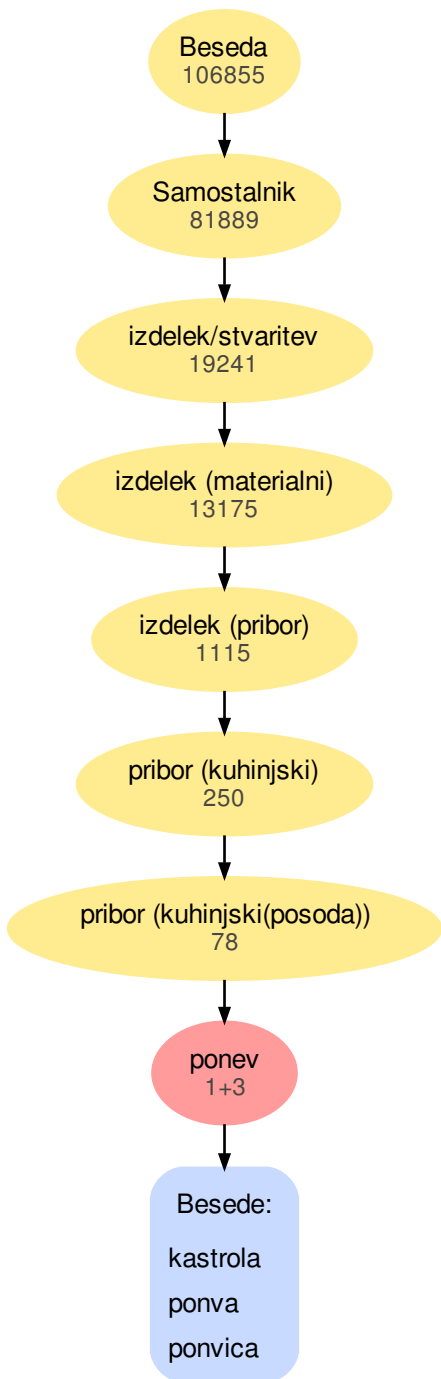 Beseda
106855
Samostalnik
81889
izdelek/stvaritev
19241
izdelek (materialni)
13175
izdelek (pribor)
1115
pribor (kuhinjski)
250
pribor (kuhinjski(posoda))
78
ponev
1+3
Besede:
kastrola
ponva
ponvica